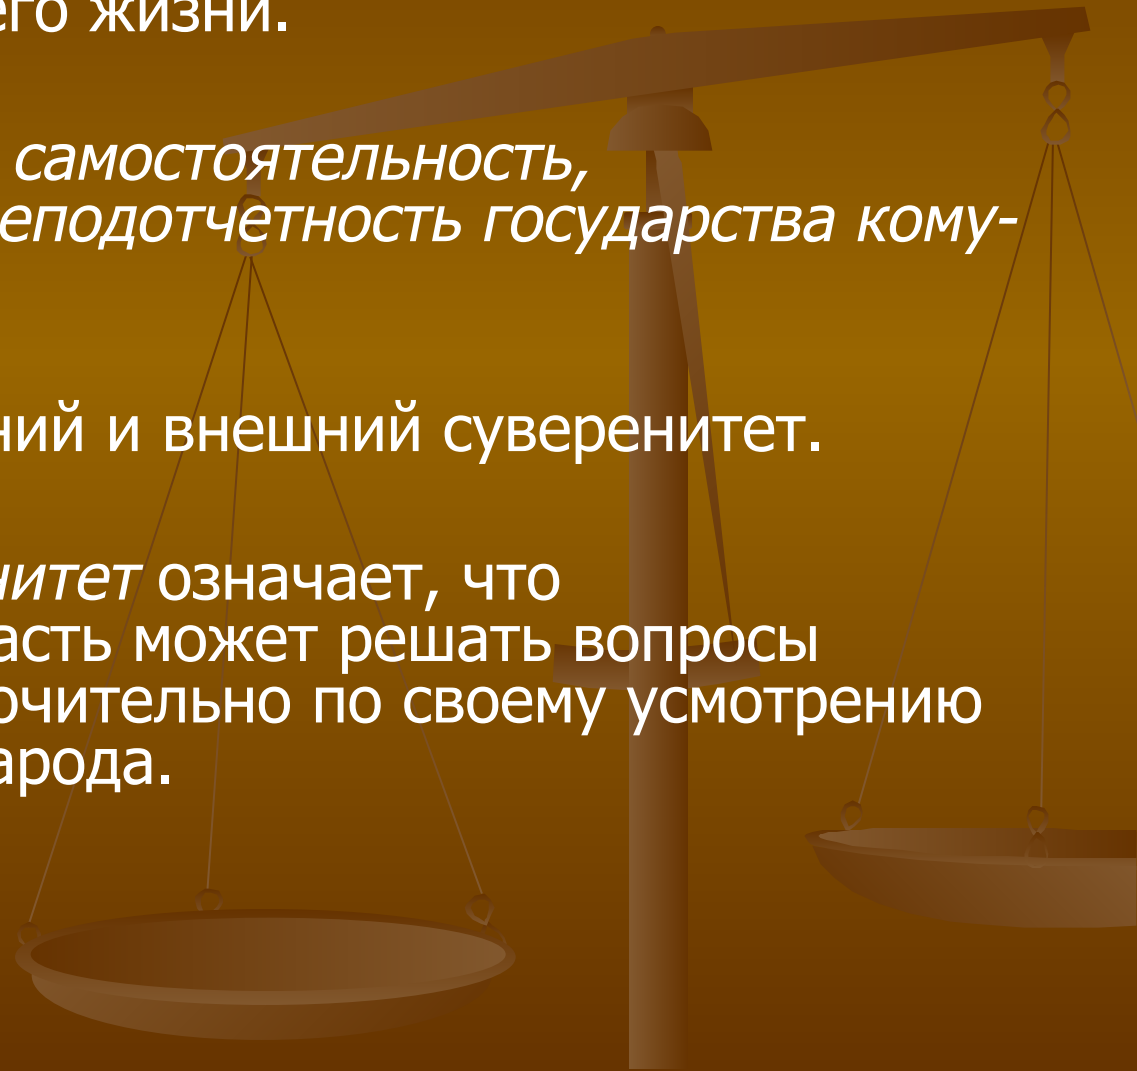 его жизни.
самостоятельность,
еподотчетность государства кому-
ний и внешний суверенитет.
нитет означает, что
асть может решать вопросы
очительно по своему усмотрению
арода.